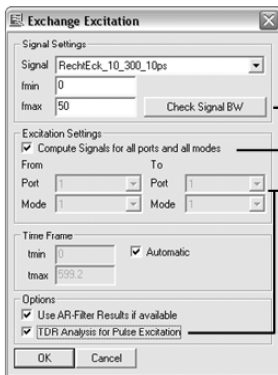 Exchange Excitation
Signal Settings
Signal RechtEck_10_300_10ps
fmin 0
fmax 50 Check Signal BW
Excitation Settings
Compute Signals for all ports and all modes
From To
Port 1 Port 1
Mode 1 Mode 1
Time Frame
tmin 0 Automatic
tmax 599.2
Options
Use AR-Filter Results if available
TDR Analysis for Pulse Excitation
OK Cancel